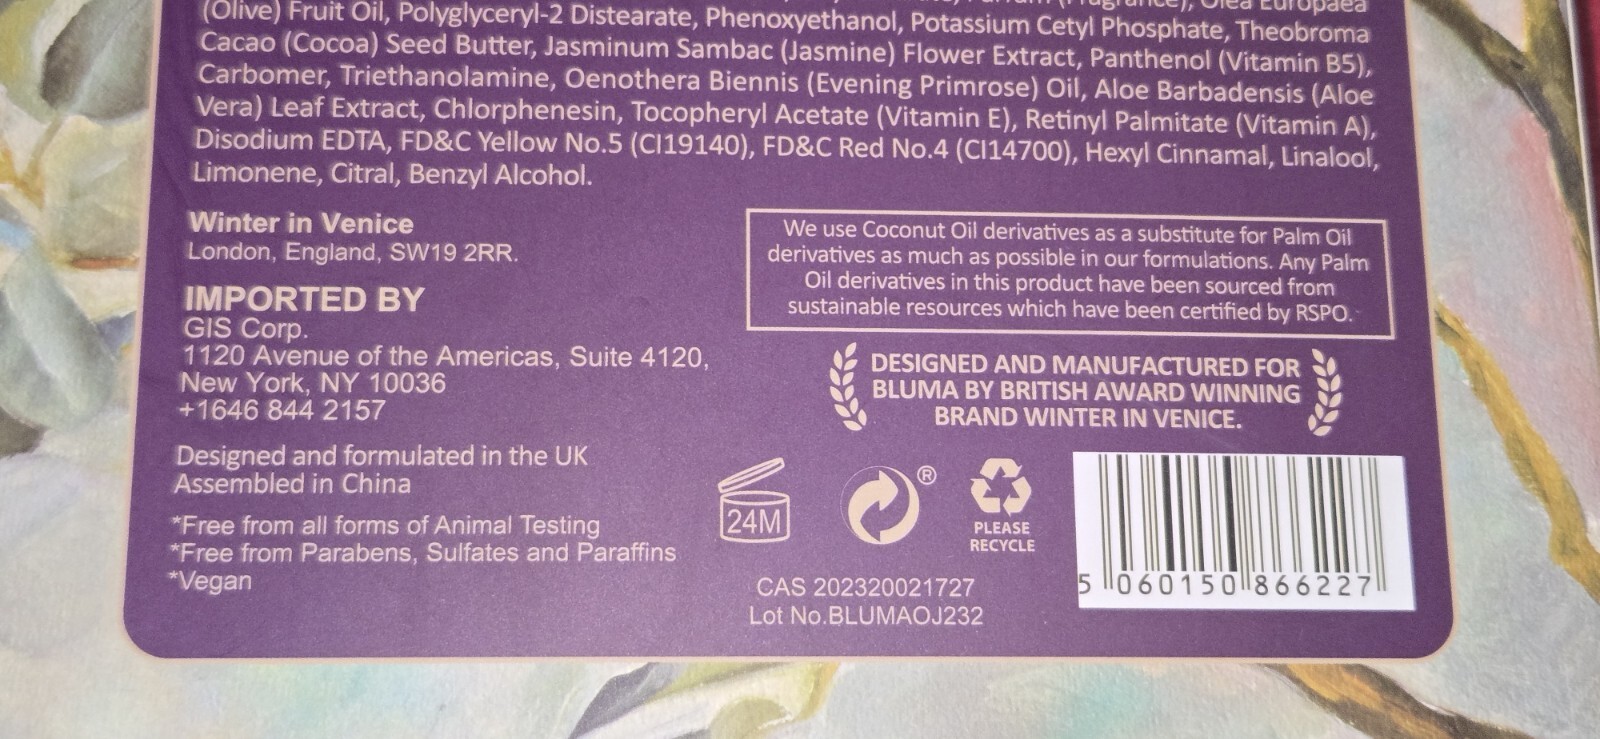 (Olive) Fruit Oil, Polyglyceryl-2 Distearate, Phenoxyethanol, Potassium Cetyl Phosphate, Theobroma
Cacao (Cocoa) Seed Butter, Jasminum Sambac (Jasmine) Flower Extract, Panthenol (Vitamin B5),
Carbomer, Triethanolamine, Oenothera Biennis (Evening Primrose) Oil, Aloe Barbadensis (Aloe
Vera) Leaf Extract, Chlorphenesin, Tocopheryl Acetate (Vitamin E), Retinyl Palmitate (Vitamin A),
Disodium EDTA, FD&C Yellow No.5 (CI19140), FD&C Red No.4 (CI14700), Hexyl Cinnamal, Linalool,
Limonene, Citral, Benzyl Alcohol.
Winter in Venice
London, England, SW19 2RR.
IMPORTED BY
GIS Corp.
1120 Avenue of the Americas, Suite 4120,
New York, NY 10036
+1646 844 2157
Designed and formulated in the UK
Assembled in China
*Free from all forms of Animal Testing
*Free from Parabens, Sulfates and Paraffins
*Vegan
We use Coconut Oil derivatives as a substitute for Palm Oil
derivatives as much as possible in our formulations. Any Palm
Oil derivatives in this product have been sourced from
sustainable resources which have been certified by RSPO.
DESIGNED AND MANUFACTURED FOR
BLUMA BY BRITISH AWARD WINNING
BRAND WINTER IN VENICE.
24M
®
PLEASE
RECYCLE
CAS 202320021727
Lot No.BLUMAOJ232
5 060150 866227